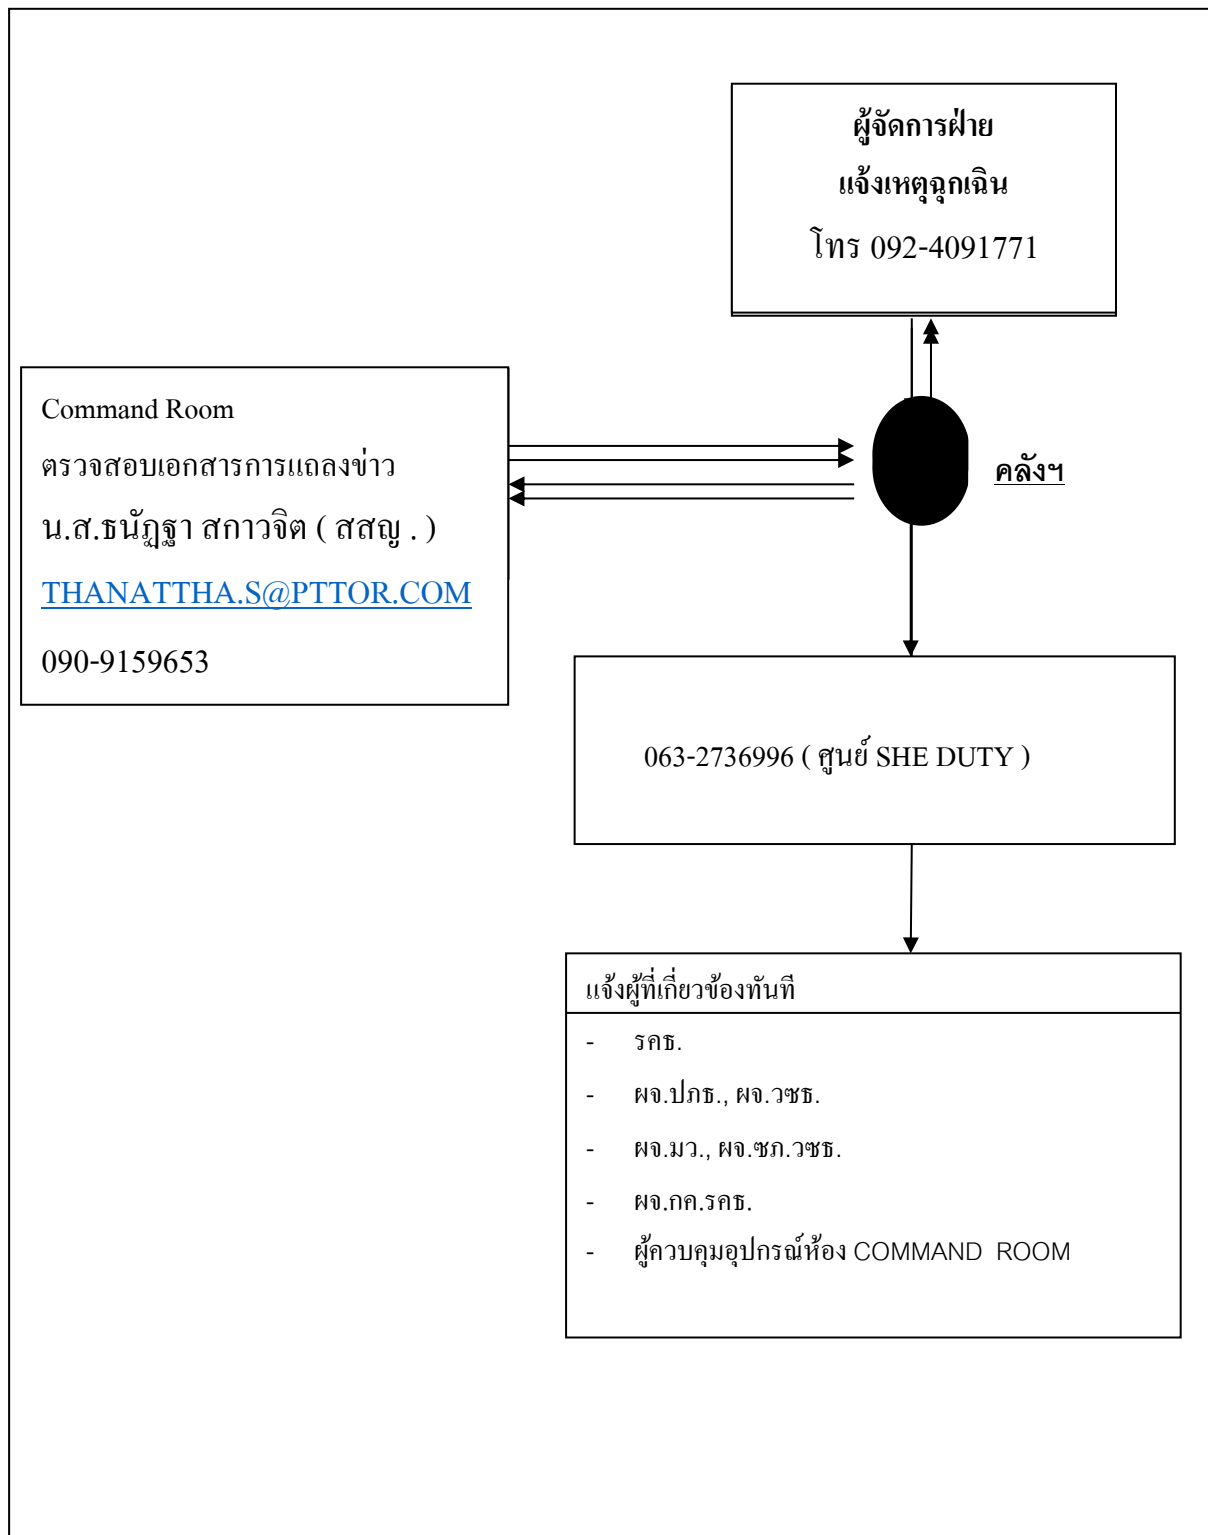 ผู้จัดการฝ่าย
แจ้งเหตุฉุกเฉิน
โทร 092-4091771
Command Room
ตรวจสอบเอกสารการแถลงข่าว
น.ส.ธนัฏฐา สกาวจิต ( สสญ . )
THANATTHA.S@PTTOR.COM
090-9159653
คลังฯ
063-2736996 ( ศูนย์ SHE DUTY )
แจ้งผู้ที่เกี่ยวข้องทันที
- รคธ.
- ผจ.ปภธ., ผจ.วซธ.
- ผจ.มว., ผจ.ซภ.วซธ.
- ผจ.กค.รคธ.
- ผู้ควบคุมอุปกรณ์ห้อง COMMAND ROOM